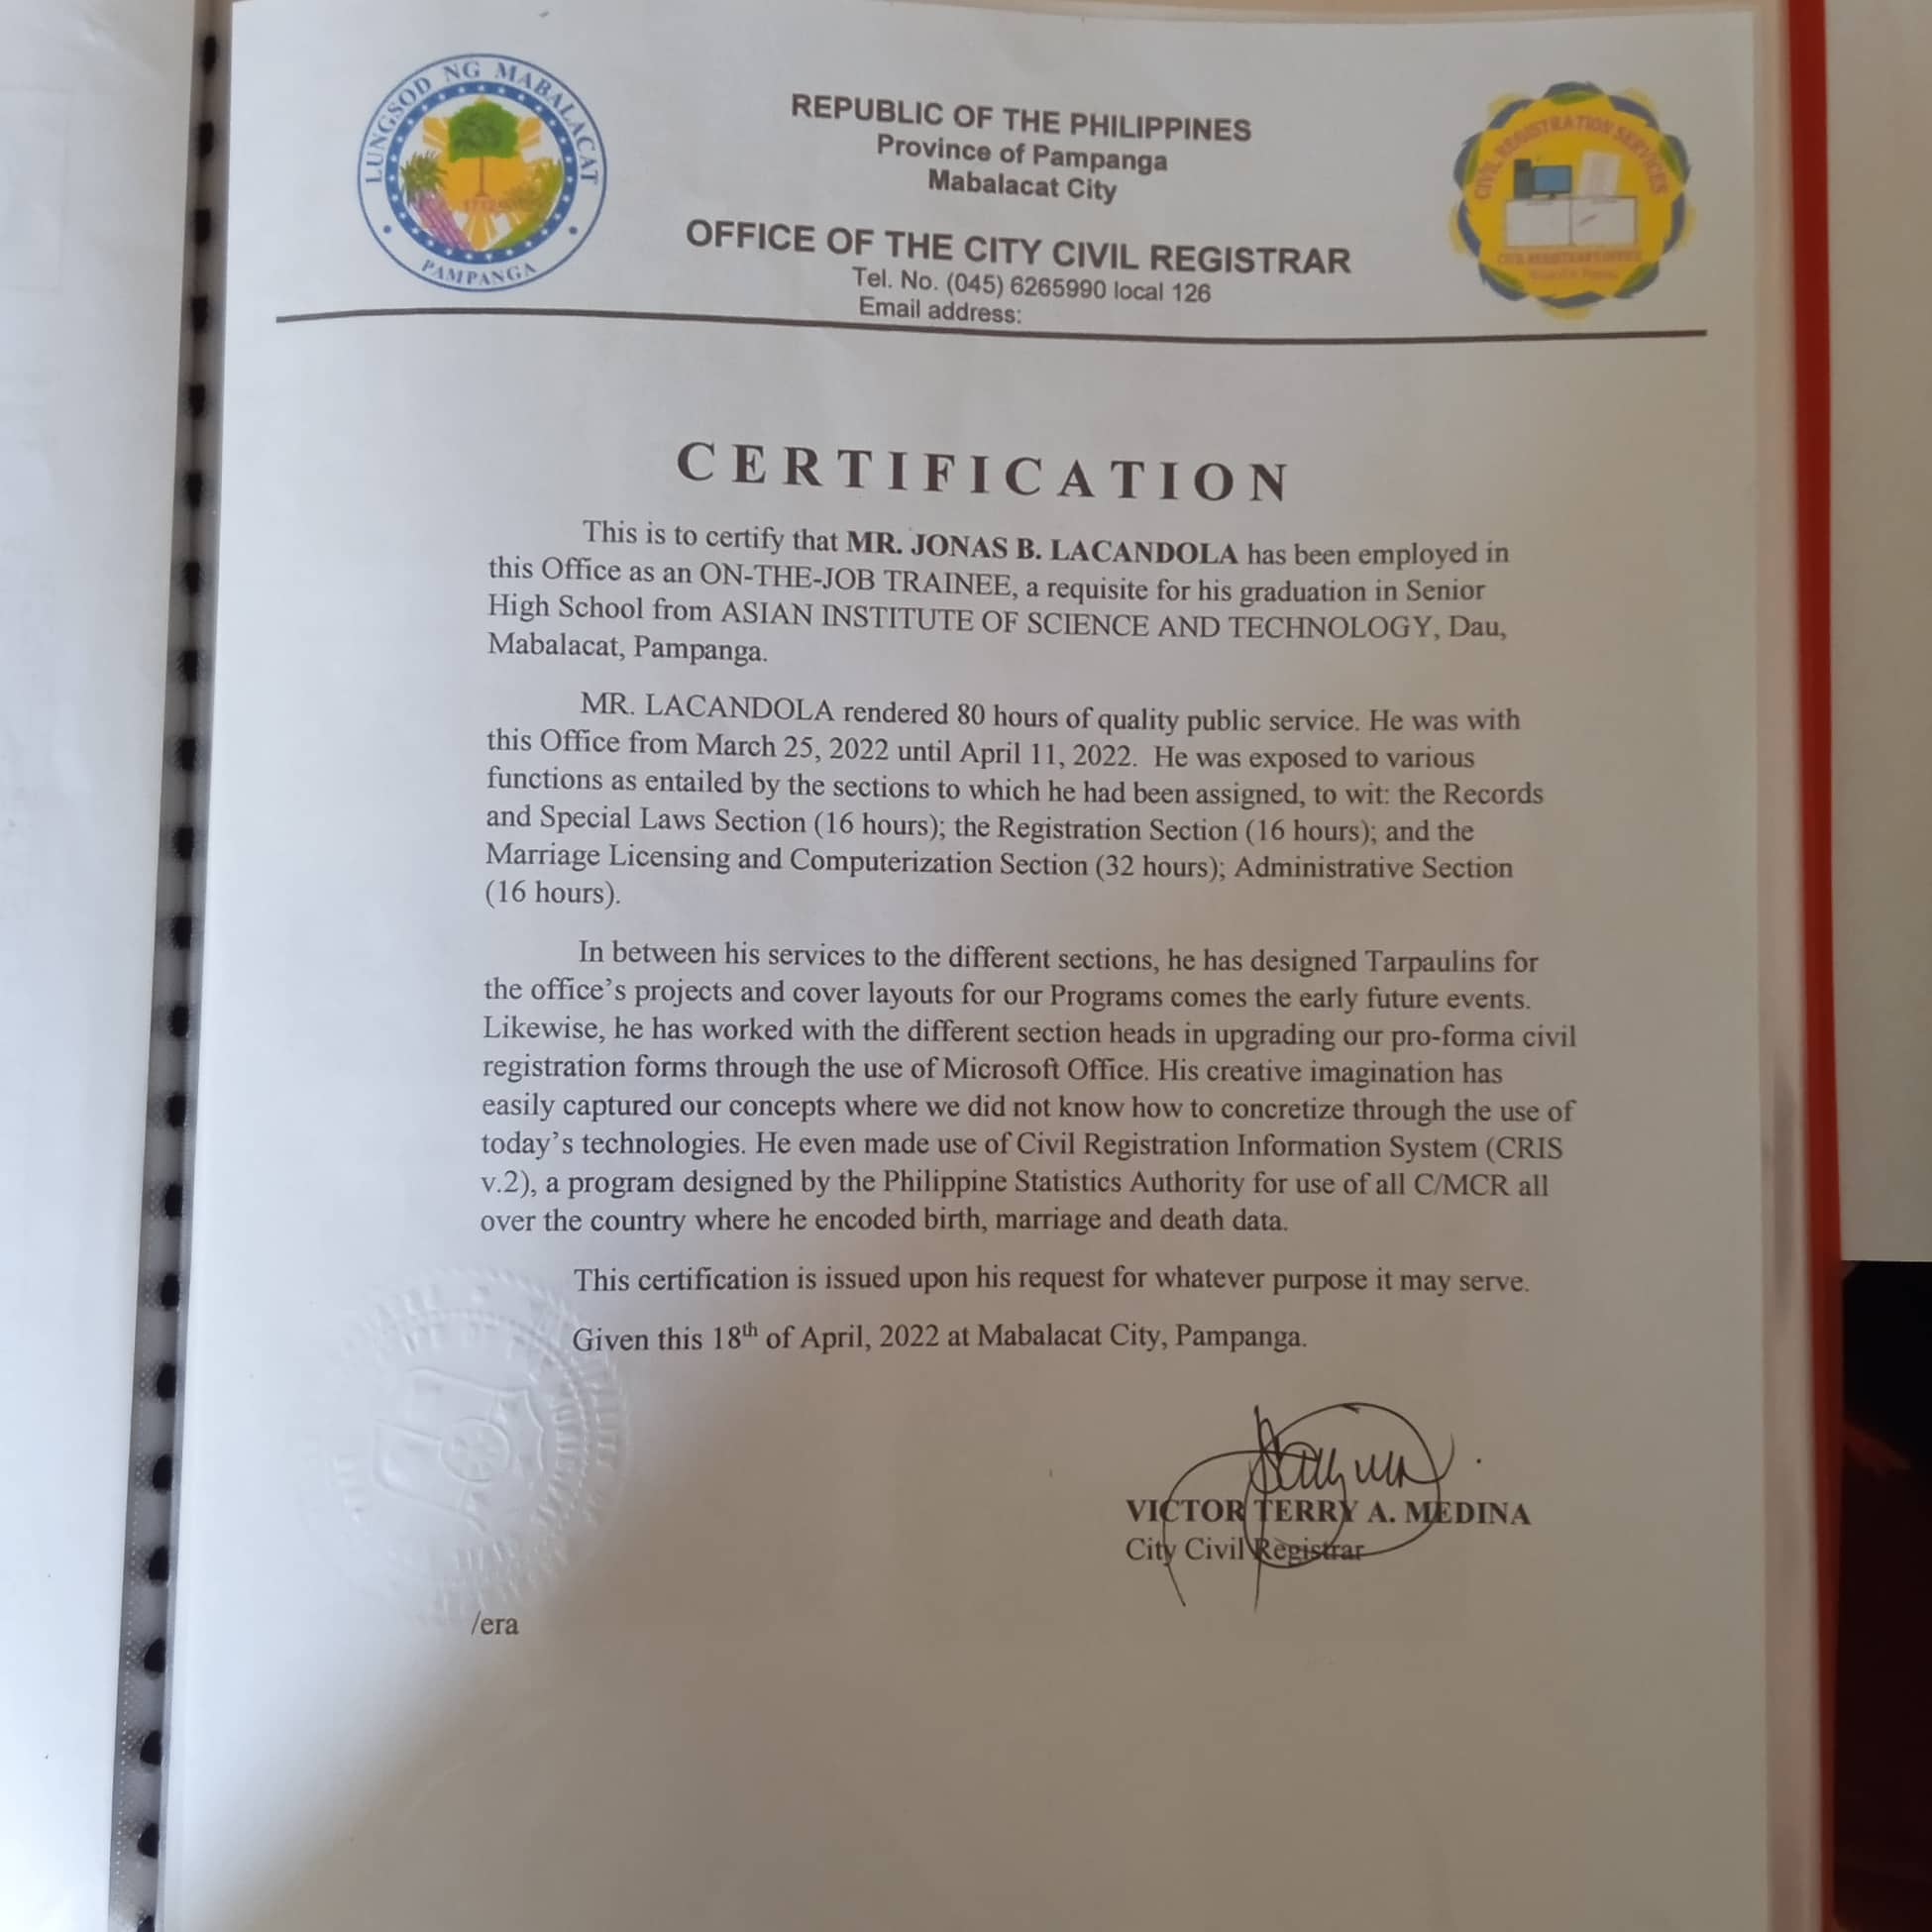 LUNGSOD NG MABALACAT
PAMPANGA
REPUBLIC OF THE PHILIPPINES
Province of Pampanga
Mabalacat City
OFFICE OF THE CITY CIVIL REGISTRAR
Tel. No. (045) 6265990 local 126
Email address:
CIVIL REGISTRATION SERVICES
CERTIFICATION
This is to certify that MR. JONAS B. LACANDOLA has been employed in
this Office as an ON-THE-JOB TRAINEE, a requisite for his graduation in Senior
High School from ASIAN INSTITUTE OF SCIENCE AND TECHNOLOGY, Dau,
Mabalacat, Pampanga.
MR. LACANDOLA rendered 80 hours of quality public service. He was with
this Office from March 25, 2022 until April 11, 2022. He was exposed to various
functions as entailed by the sections to which he had been assigned, to wit: the Records
and Special Laws Section (16 hours); the Registration Section (16 hours); and the
Marriage Licensing and Computerization Section (32 hours); Administrative Section
(16 hours).
In between his services to the different sections, he has designed Tarpaulins for
the office's projects and cover layouts for our Programs comes the early future events.
Likewise, he has worked with the different section heads in upgrading our pro-forma civil
registration forms through the use of Microsoft Office. His creative imagination has
easily captured our concepts where we did not know how to concretize through the use of
today's technologies. He even made use of Civil Registration Information System (CRIS
v.2), a program designed by the Philippine Statistics Authority for use of all C/MCR all
over the country where he encoded birth, marriage and death data.
This certification is issued upon his request for whatever purpose it may serve.
Given this 18th of April, 2022 at Mabalacat City, Pampanga.
VICTOR TERRY A. MEDINA
City Civil Registrar
/era